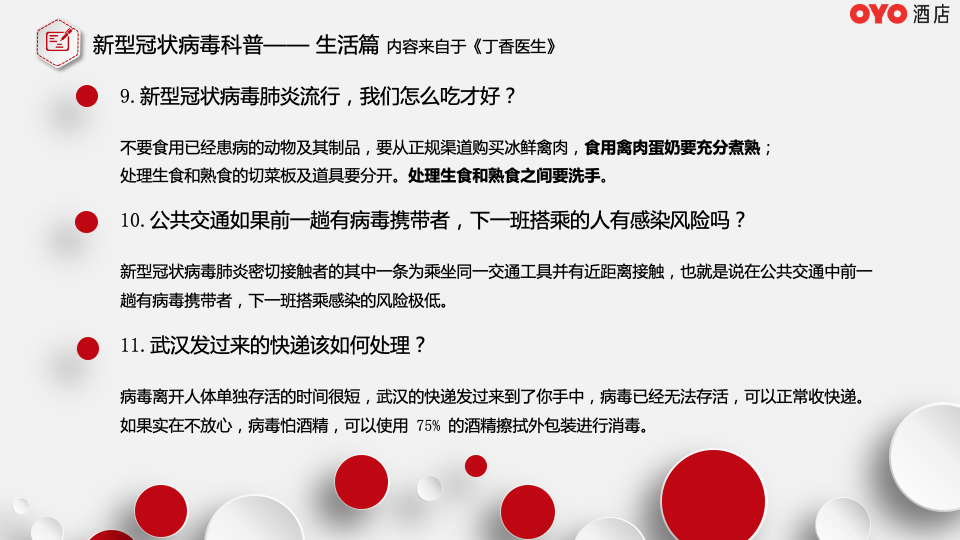 OYO 酒店
新型冠状病毒科普—— 生活篇 内容来自于《丁香医生》
9. 新型冠状病毒肺炎流行，我们怎么吃才好？
不要食用已经患病的动物及其制品，要从正规渠道购买冰鲜禽肉，食用禽肉蛋奶要充分煮熟；
处理生食和熟食的切菜板及道具要分开。处理生食和熟食之间要洗手。
10. 公共交通如果前一趟有病毒携带者，下一班搭乘的人有感染风险吗？
新型冠状病毒肺炎密切接触者的其中一条为乘坐同一交通工具并有近距离接触，也就是说在公共交通中前一
趟有病毒携带者，下一班搭乘感染的风险极低。
11. 武汉发过来的快递该如何处理？
病毒离开人体单独存活的时间很短，武汉的快递发过来到了你手中，病毒已经无法存活，可以正常收快递。
如果实在不放心，病毒怕酒精，可以使用 75% 的酒精擦拭外包装进行消毒。